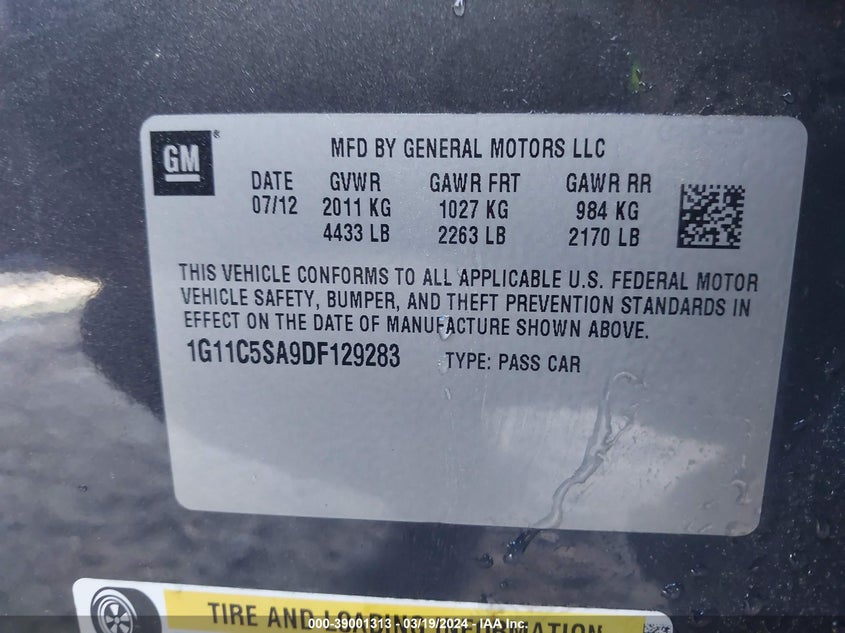 GM ®
MFD BY GENERAL MOTORS LLC
DATE GVWR GAWR FRT GAWR RR
07/12 2011 KG 1027 KG 984 KG
4433 LB 2263 LB 2170 LB
THIS VEHICLE CONFORMS TO ALL APPLICABLE U.S. FEDERAL MOTOR
VEHICLE SAFETY, BUMPER, AND THEFT PREVENTION STANDARDS IN
EFFECT ON THE DATE OF MANUFACTURE SHOWN ABOVE.
1G11C5SA9DF129283 TYPE: PASS CAR
TIRE AND LOADING INFORMATION
000-39001313 - 03/19/2024 - IAA Inc.